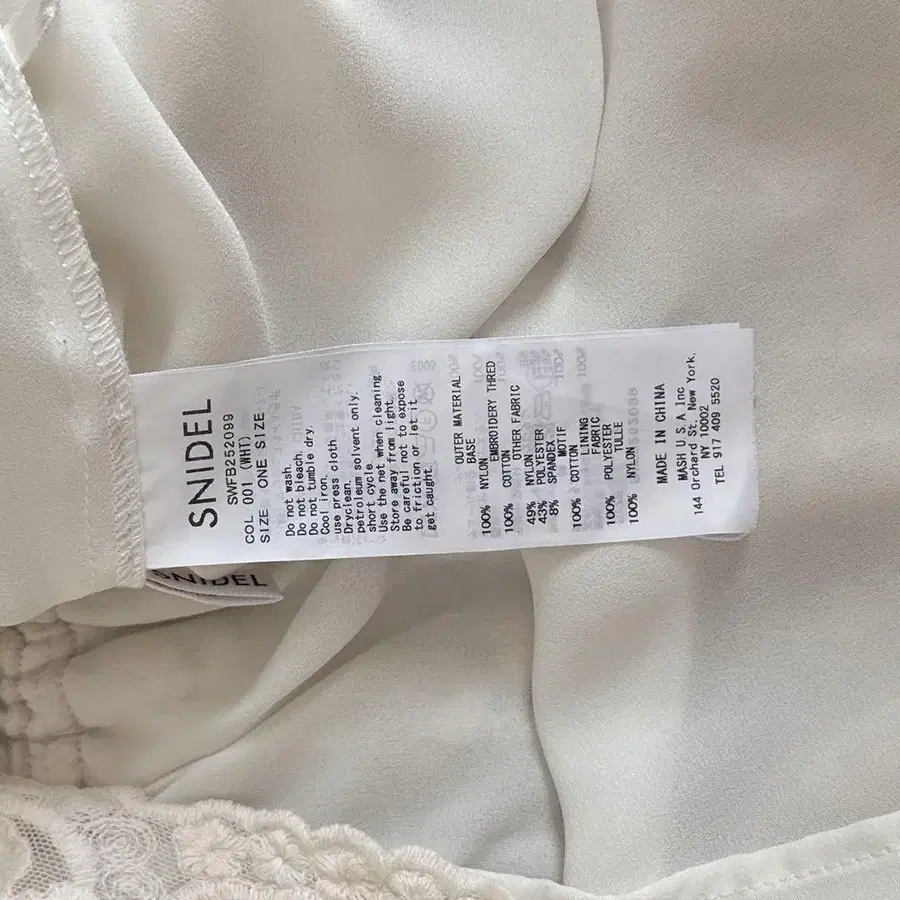 SNIDEL
SWFB252099
COL 001 (WHT)
SIZE ONE SIZE
Do not wash.
Do not bleach.
Do not tumble dry.
Cool iron.
use press cloth
Dryclean.
petroleum solvent only.
short cycle.
Use the net when cleaning.
Store away from light.
Be careful not to expose
to friction or let it
get caught.
OUTER MATERIAL
BASE
100% NYLON
EMBROIDERY THRED
100% COTTON
OTHER FABRIC
49% NYLON
43% POLYESTER
8% SPANDEX
MOTIF
100% COTTON
LINING
FABRIC
100% POLYESTER
TULLE
100% NYLON
MADE IN CHINA
MASH U.S.A Inc
144 Orchard St, New York,
NY 10002
TEL 917 409 5520
SNIDEL